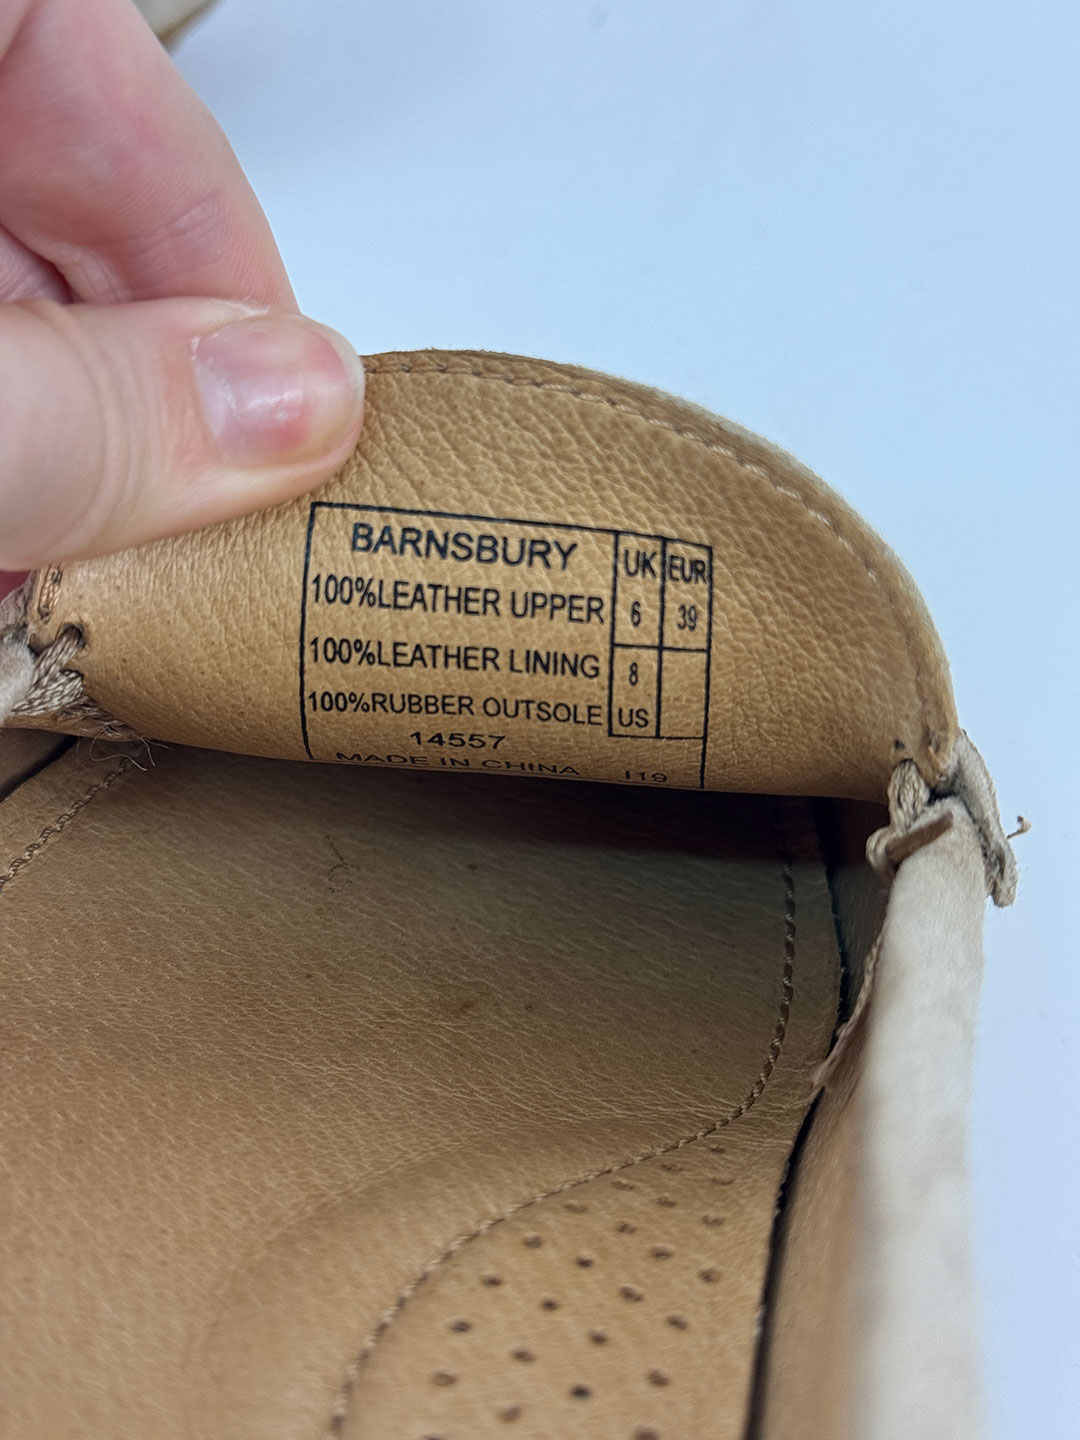 BARNSBURY
100%LEATHER UPPER
100%LEATHER LINING
100%RUBBER OUTSOLE
14557
MADE IN CHINA I19
UK EUR
6 39
8
US